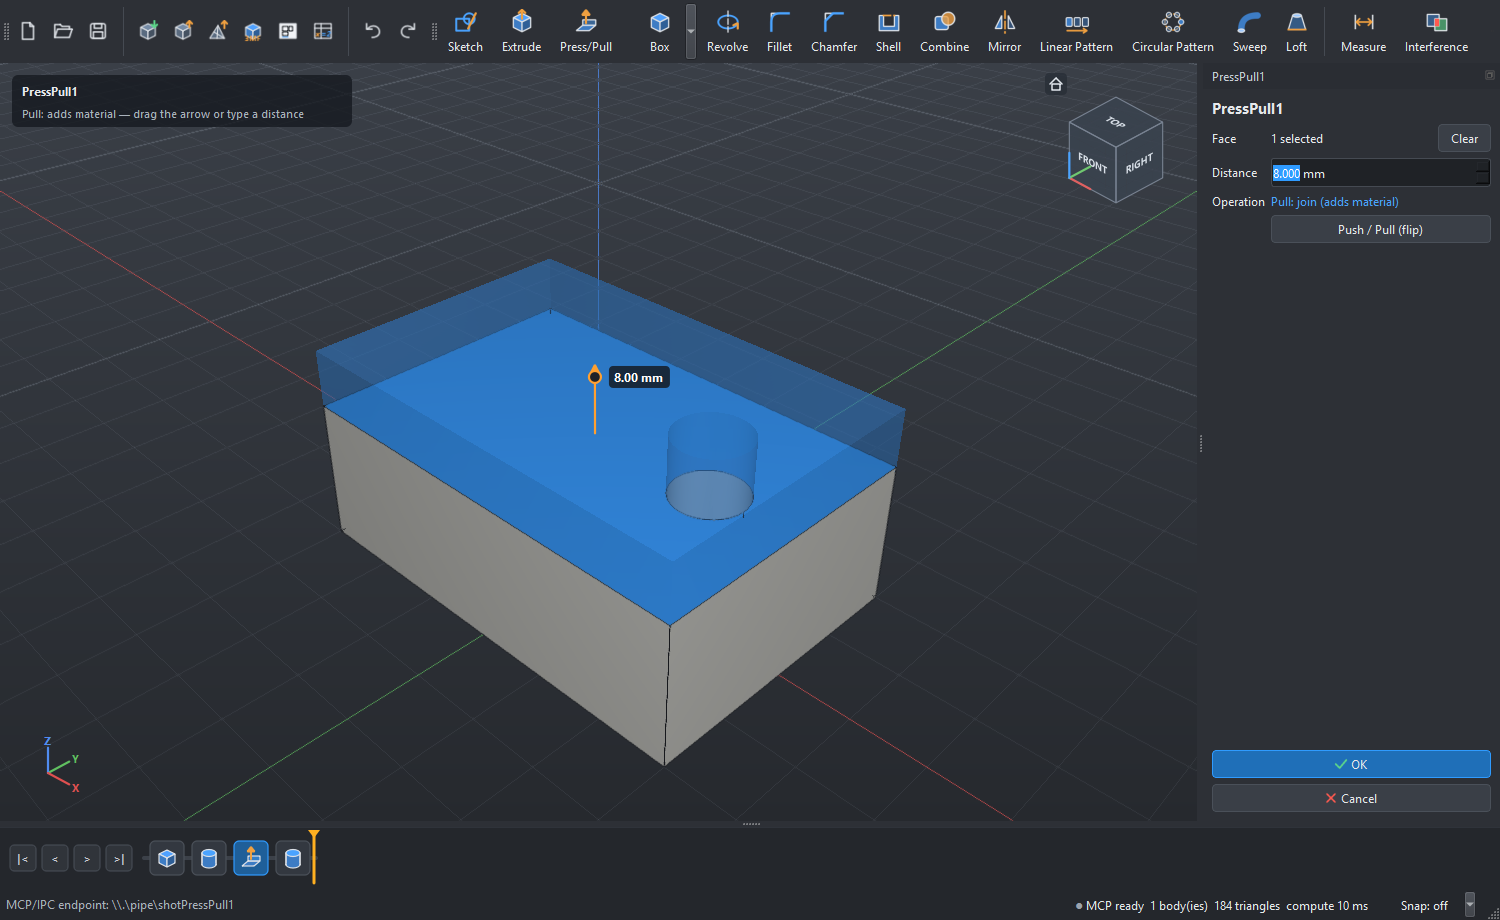 Sketch
Extrude
Press/Pull
Box
Revolve
Fillet
Chamfer
Shell
Combine
Mirror
Linear Pattern
Circular Pattern
Sweep
Loft
Measure
Interference
PressPull1
Pull: adds material — drag the arrow or type a distance
TOP
FRONT
RIGHT
8.00 mm
Z
Y
X
PressPull1
PressPull1
Face 1 selected Clear
Distance 8.000 mm
Operation Pull: join (adds material)
Push / Pull (flip)
OK
Cancel
|< < > >|
MCP/IPC endpoint: \\.\pipe\shotPressPull1
MCP ready 1 body(ies) 184 triangles compute 10 ms Snap: off